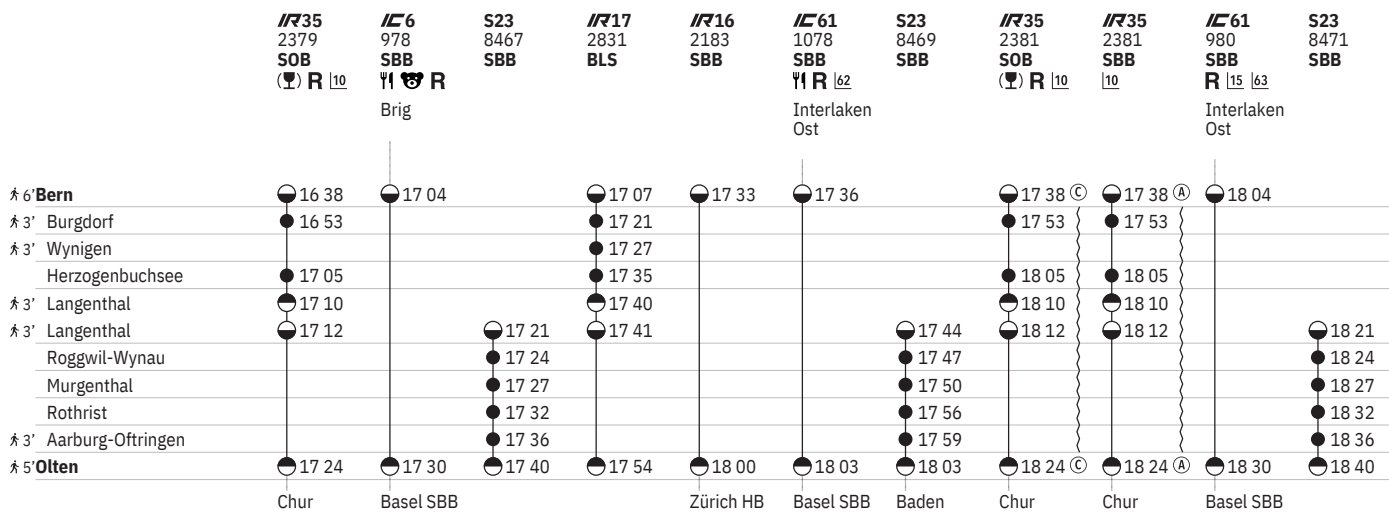 IR35 IC6 S23 IR17 IR16 IC61 S23 IR35 IR35 IC61 S23
2379 978 8467 2831 2183 1078 8469 2381 2381 980 8471
SOB SBB SBB BLS SBB SBB SBB SOB SBB SBB SBB
R 10 R R 62 R 10 10 R 15 63
Brig Interlaken Interlaken
Ost Ost
6' Bern 16 38 17 04 17 07 17 33 17 36 17 38 C 17 38 A 18 04
3' Burgdorf 16 53 17 21 17 53 17 53
3' Wynigen 17 27
Herzogenbuchsee 17 05 17 35 18 05 18 05
3' Langenthal 17 10 17 40 18 10 18 10
3' Langenthal 17 12 17 21 17 41 17 44 18 12 18 12 18 21
Roggwil-Wynau 17 24 17 47 18 24
Murgenthal 17 27 17 50 18 27
Rothrist 17 32 17 56 18 32
3' Aarburg-Oftringen 17 36 17 59 18 36
5' Olten 17 24 17 30 17 40 17 54 18 00 18 03 18 03 18 24 C 18 24 A 18 30 18 40
Chur Basel SBB Zürich HB Basel SBB Baden Chur Chur Basel SBB